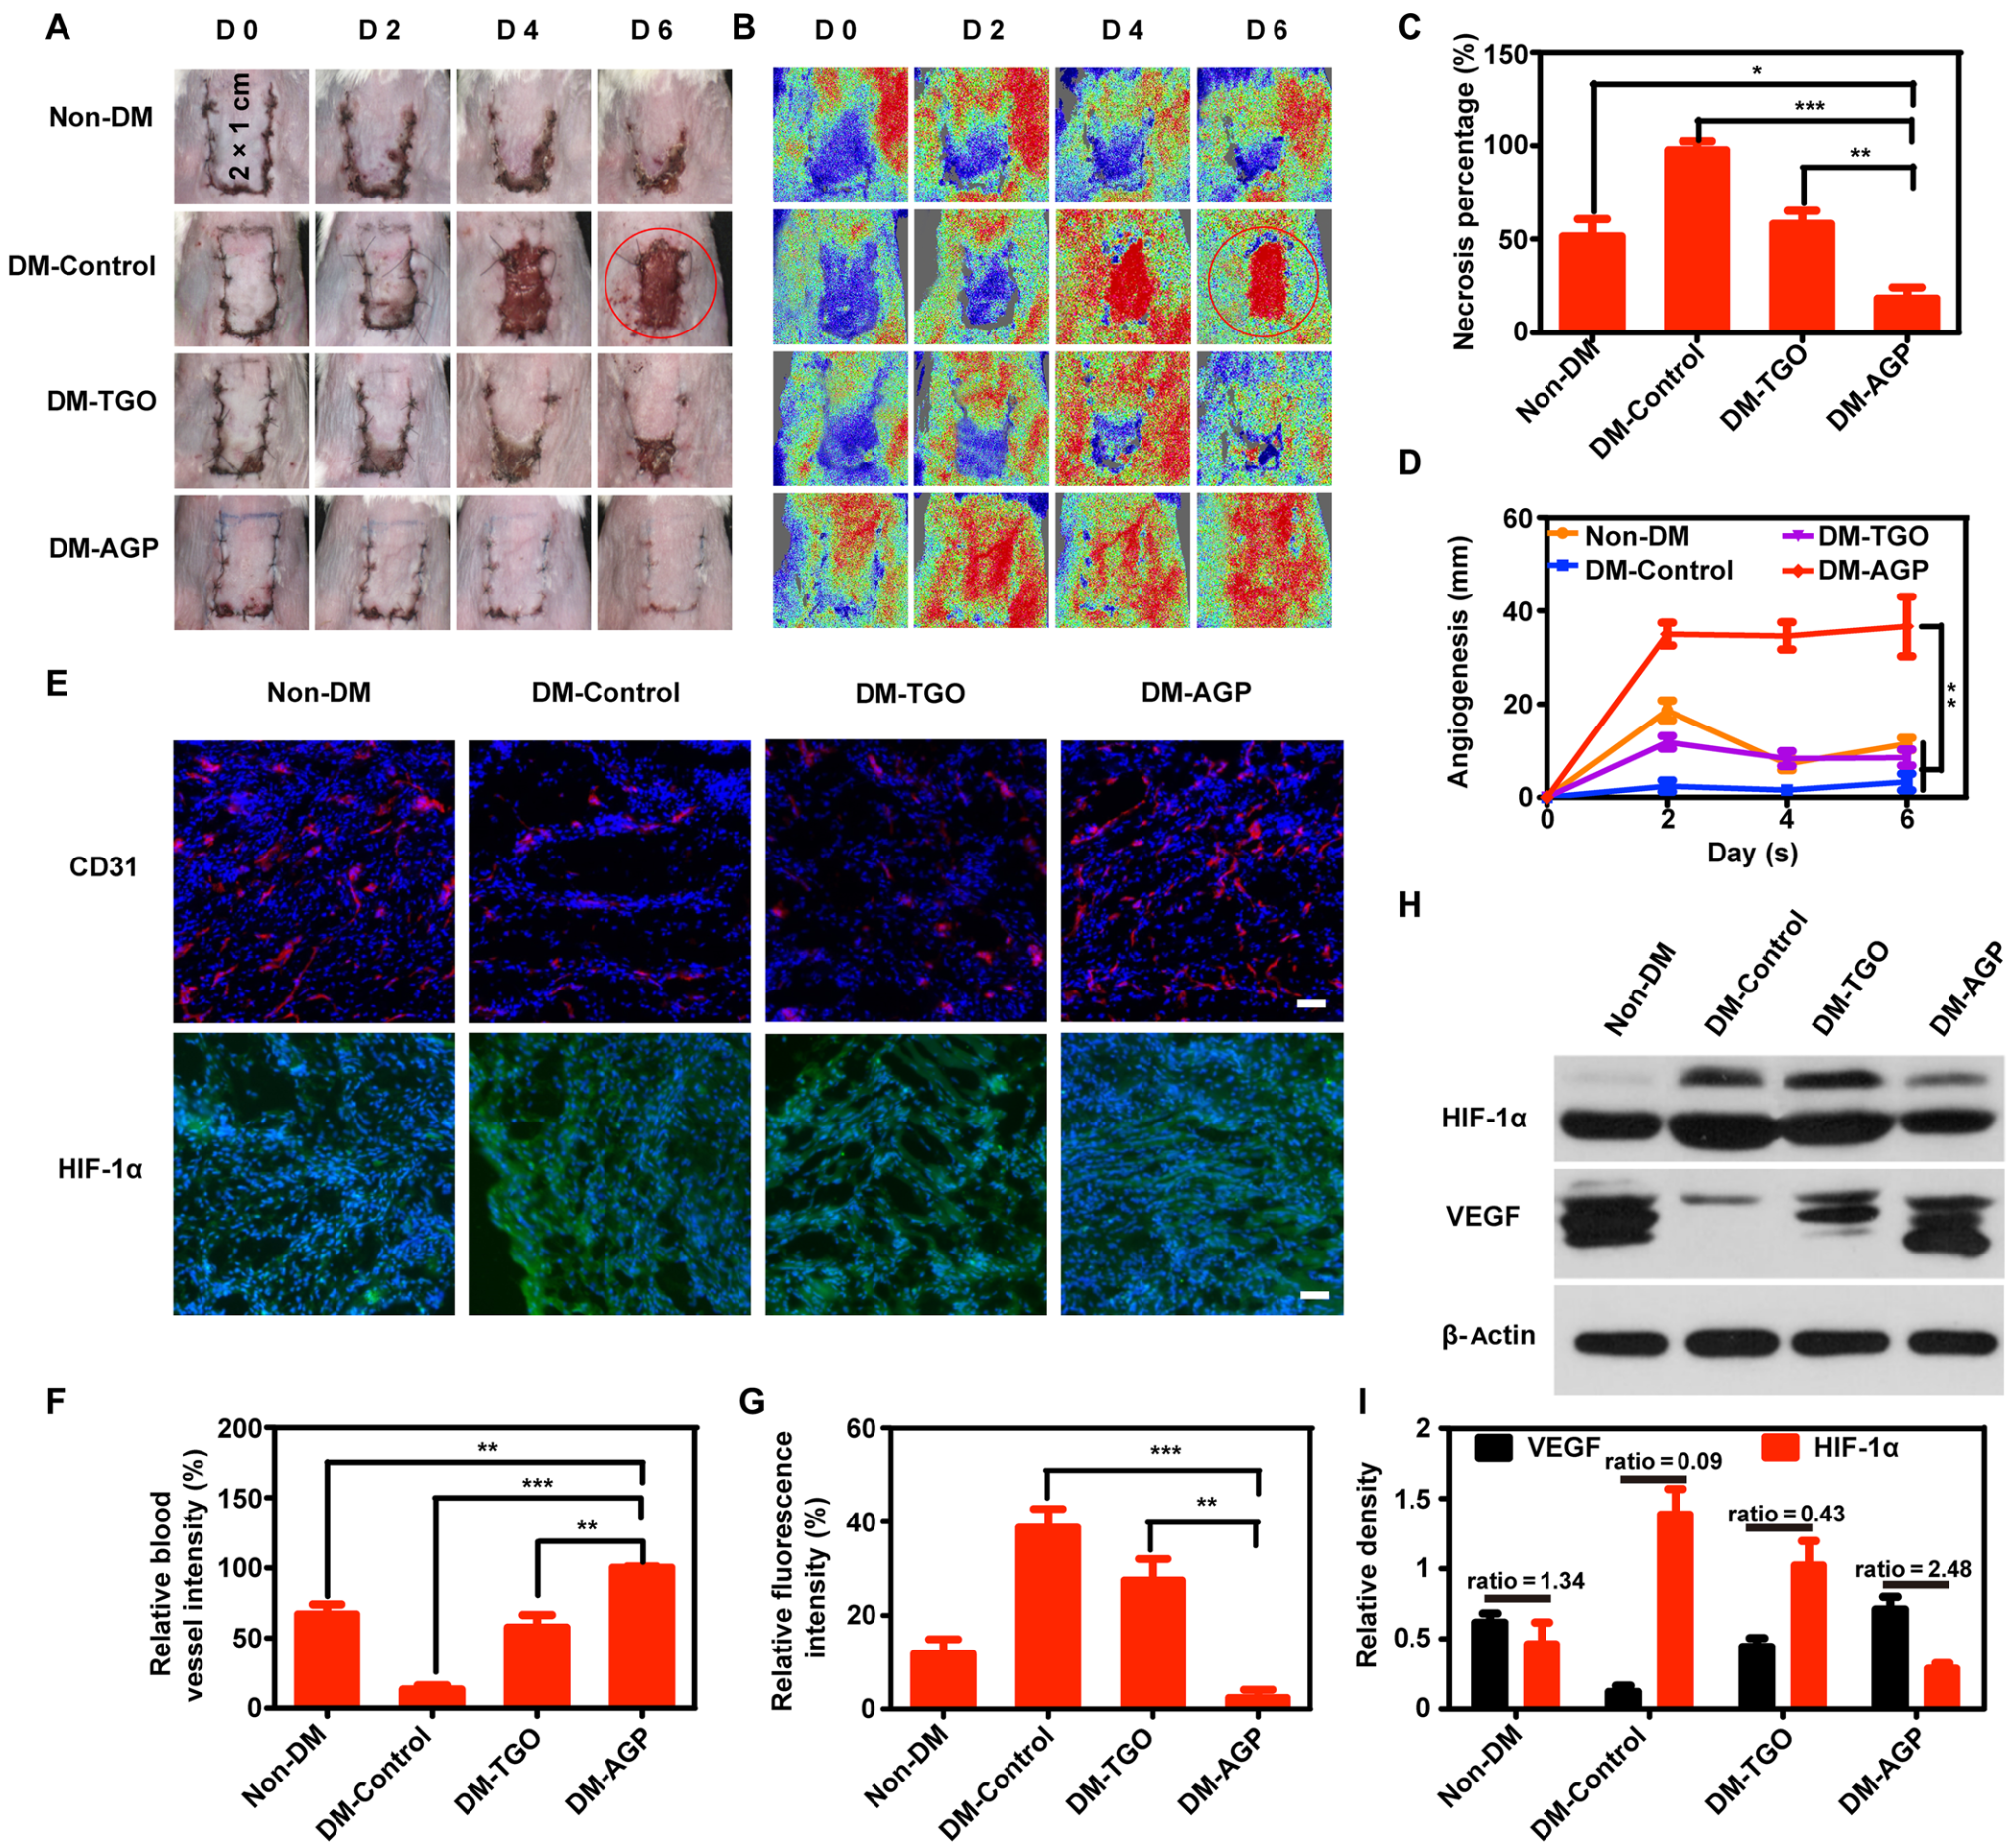 A
D 0
D 2
D 4
D 6
Non-DM
2 × 1 cm
DM-Control
DM-TGO
DM-AGP
B
D 0
D 2
D 4
D 6
C
Necrosis percentage (%)
150
100
50
0
*
***
**
Non-DM
DM-Control
DM-TGO
DM-AGP
D
Angiogenesis (mm)
60
40
20
0
Non-DM
DM-TGO
DM-Control
DM-AGP
**
0
2
4
6
Day (s)
E
Non-DM
DM-Control
DM-TGO
DM-AGP
CD31
HIF-1α
H
Non-DM
DM-Control
DM-TGO
DM-AGP
HIF-1α
VEGF
β-Actin
F
Relative blood
vessel intensity (%)
200
150
100
50
0
**
***
**
Non-DM
DM-Control
DM-TGO
DM-AGP
G
Relative fluorescence
intensity (%)
60
40
20
0
***
**
Non-DM
DM-Control
DM-TGO
DM-AGP
I
Relative density
2
1.5
1
0.5
0
VEGF
HIF-1α
ratio = 1.34
ratio = 0.09
ratio = 0.43
ratio = 2.48
Non-DM
DM-Control
DM-TGO
DM-AGP